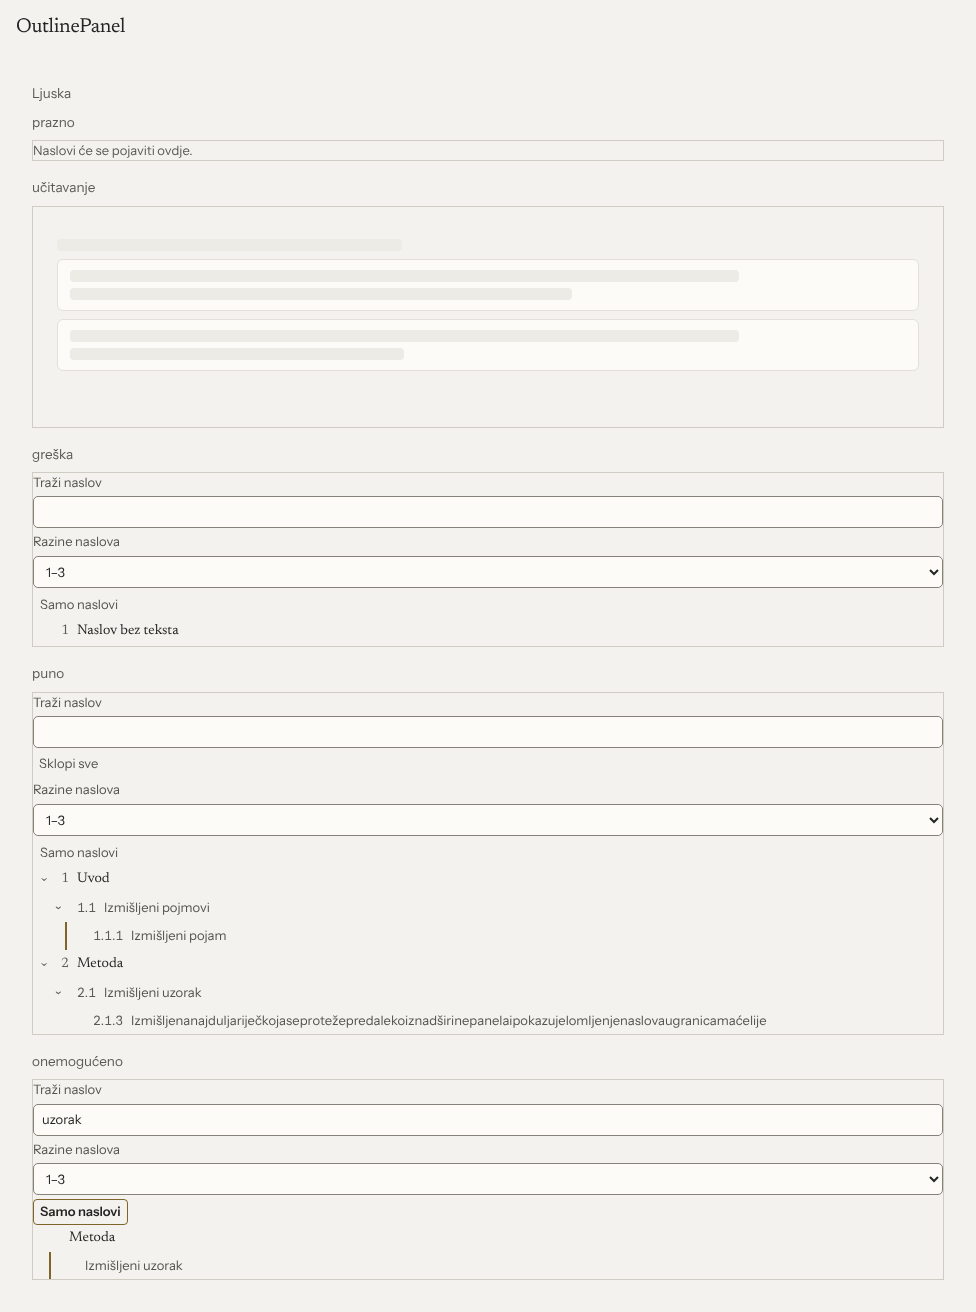 OutlinePanel
Ljuska
prazno
Naslovi će se pojaviti ovdje.
učitavanje
greška
Traži naslov
Razine naslova
1–3
Samo naslovi
1 Naslov bez teksta
puno
Traži naslov
Sklopi sve
Razine naslova
1–3
Samo naslovi
1 Uvod
1.1 Izmišljeni pojmovi
1.1.1 Izmišljeni pojam
2 Metoda
2.1 Izmišljeni uzorak
2.1.3 Izmišljenanajduljariječkojaseprotežepredalekoiznadširinepanelaipokazujelomljenjenaslovaugranicamaćelije
onemogućeno
Traži naslov
uzorak
Razine naslova
1–3
Samo naslovi
Metoda
Izmišljeni uzorak